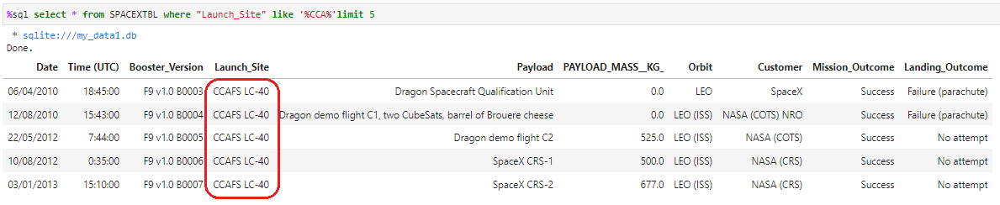 %sql select * from SPACEXTBL where "Launch_Site" like '%CCA%'limit 5
* sqlite:///my_data1.db
Done.
Date Time (UTC) Booster_Version Launch_Site Payload PAYLOAD_MASS__KG_ Orbit Customer Mission_Outcome Landing_Outcome
06/04/2010 18:45:00 F9 v1.0 B0003 CCAFS LC-40 Dragon Spacecraft Qualification Unit 0.0 LEO SpaceX Success Failure (parachute)
12/08/2010 15:43:00 F9 v1.0 B0004 CCAFS LC-40 Dragon demo flight C1, two CubeSats, barrel of Brouere cheese 0.0 LEO (ISS) NASA (COTS) NRO Success Failure (parachute)
22/05/2012 7:44:00 F9 v1.0 B0005 CCAFS LC-40 Dragon demo flight C2 525.0 LEO (ISS) NASA (COTS) Success No attempt
10/08/2012 0:35:00 F9 v1.0 B0006 CCAFS LC-40 SpaceX CRS-1 500.0 LEO (ISS) NASA (CRS) Success No attempt
03/01/2013 15:10:00 F9 v1.0 B0007 CCAFS LC-40 SpaceX CRS-2 677.0 LEO (ISS) NASA (CRS) Success No attempt